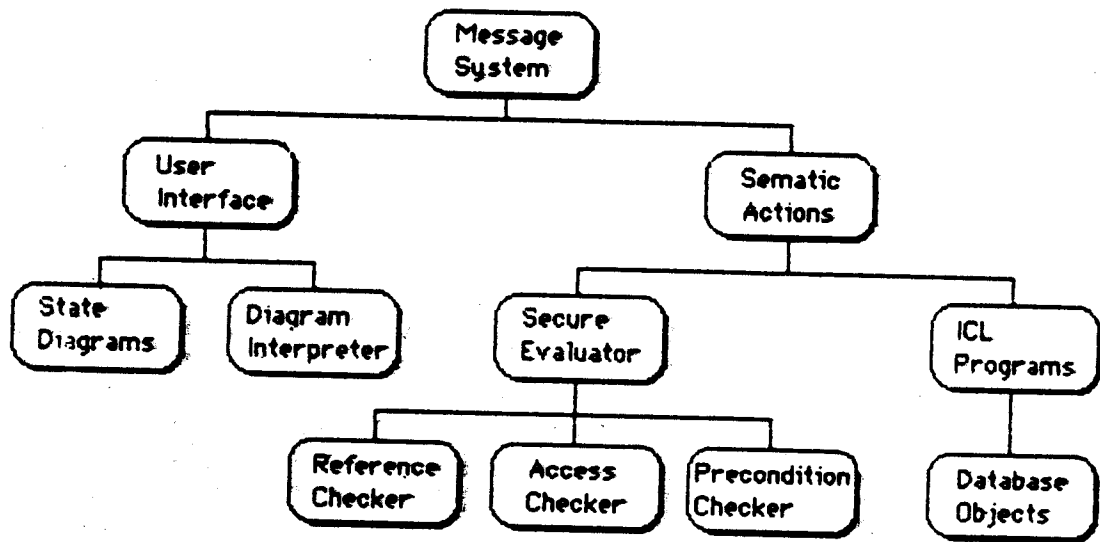 Message
System
User
Interface
Sematic
Actions
State
Diagrams
Diagram
Interpreter
Secure
Evaluator
ICL
Programs
Reference
Checker
Access
Checker
Precondition
Checker
Database
Objects